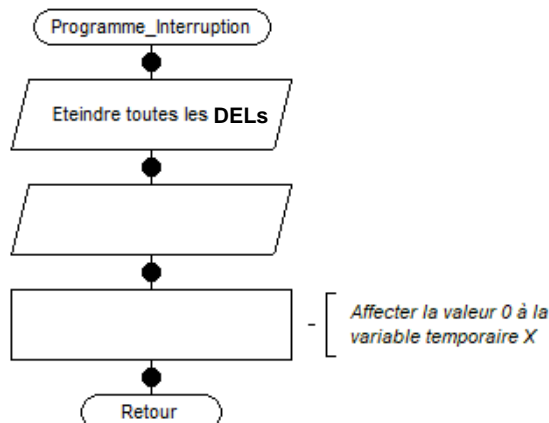 Programme_Interruption
Eteindre toutes les DELs
Affecter la valeur 0 à la
variable temporaire X
Retour